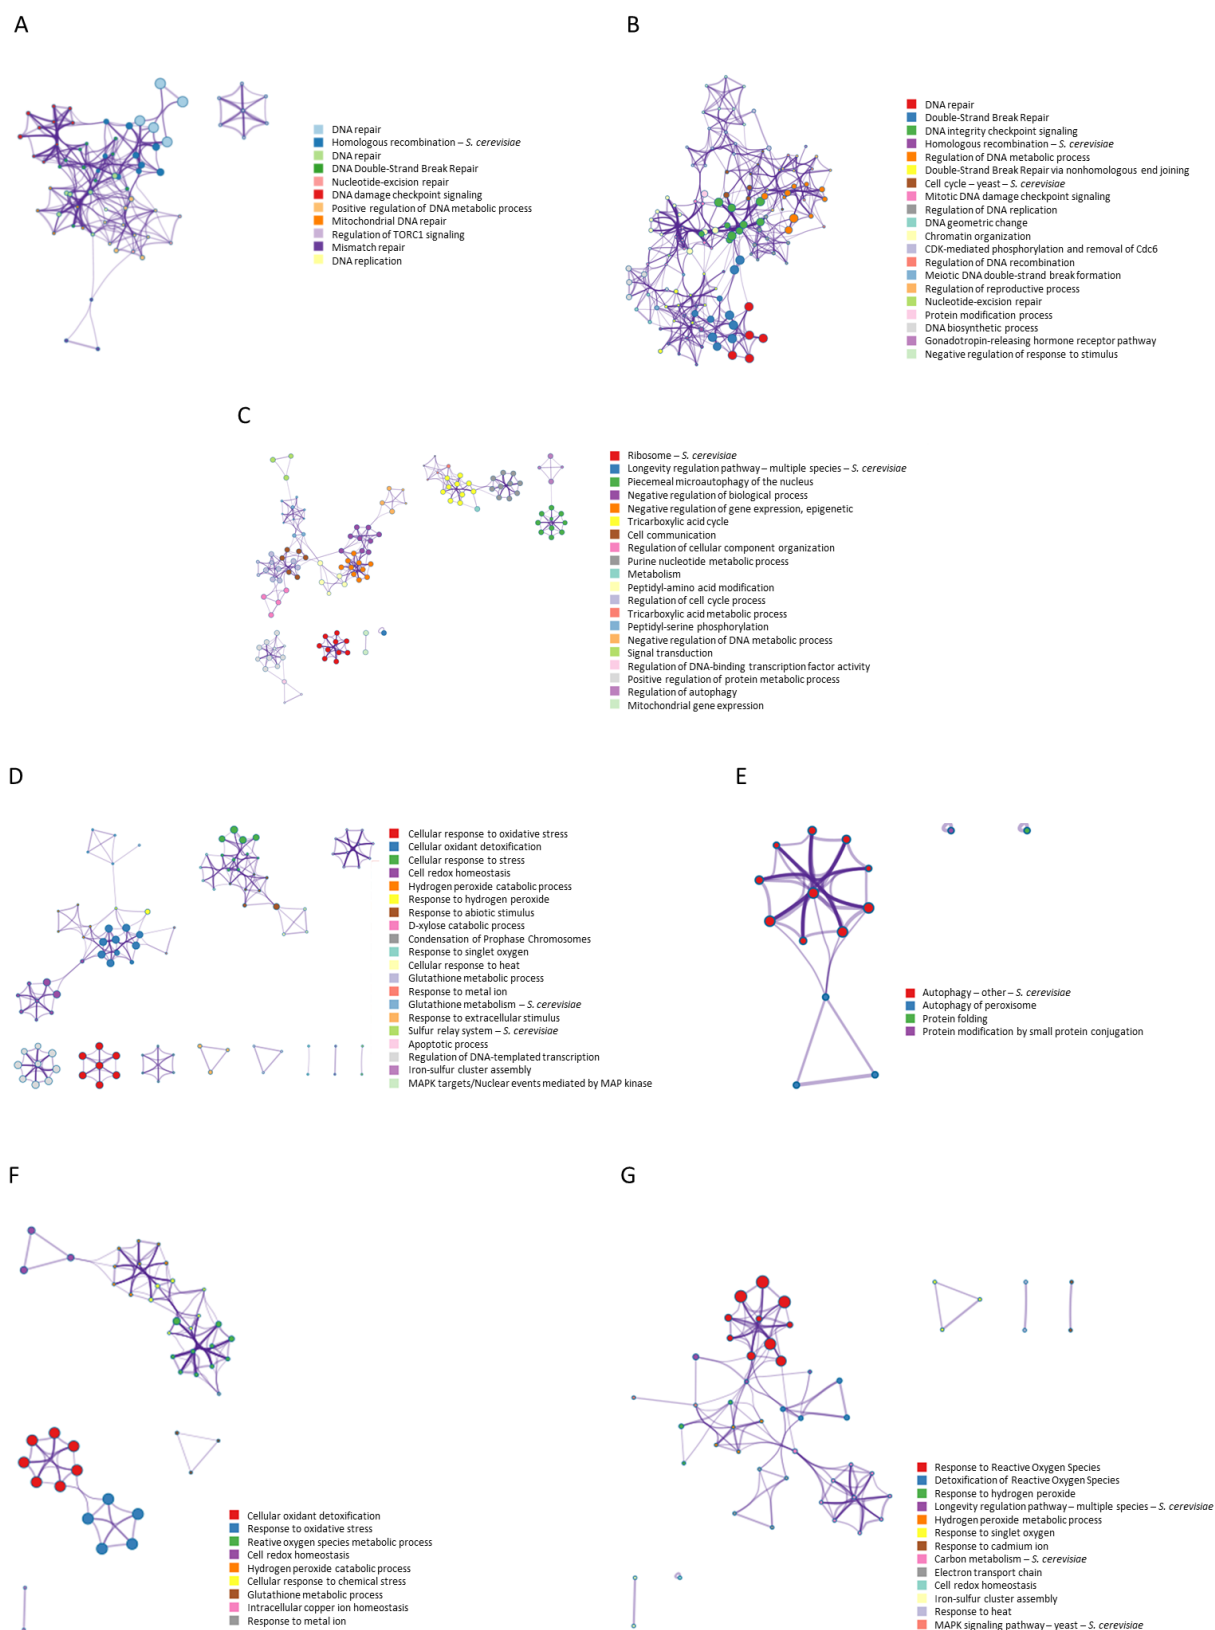 A
B
DNA repair
Homologous recombination – S. cerevisiae
DNA repair
DNA Double-Strand Break Repair
Nucleotide-excision repair
DNA damage checkpoint signaling
Positive regulation of DNA metabolic process
Mitochondrial DNA repair
Regulation of TORC1 signaling
Mismatch repair
DNA replication
DNA repair
Double-Strand Break Repair
DNA integrity checkpoint signaling
Homologous recombination – S. cerevisiae
Regulation of DNA metabolic process
Double-Strand Break Repair via nonhomologous end joining
Cell cycle – yeast – S. cerevisiae
Mitotic DNA damage checkpoint signaling
Regulation of DNA replication
DNA geometric change
Chromatin organization
CDK-mediated phosphorylation and removal of Cdc6
Regulation of DNA recombination
Meiotic DNA double-strand break formation
Regulation of reproductive process
Nucleotide-excision repair
Protein modification process
DNA biosynthetic process
Gonadotropin-releasing hormone receptor pathway
Negative regulation of response to stimulus
C
Ribosome – S. cerevisiae
Longevity regulation pathway – multiple species – S. cerevisiae
Piecemeal microautophagy of the nucleus
Negative regulation of biological process
Negative regulation of gene expression, epigenetic
Tricarboxylic acid cycle
Cell communication
Regulation of cellular component organization
Purine nucleotide metabolic process
Metabolism
Peptidyl-amino acid modification
Regulation of cell cycle process
Tricarboxylic acid metabolic process
Peptidyl-serine phosphorylation
Negative regulation of DNA metabolic process
Signal transduction
Regulation of DNA-binding transcription factor activity
Positive regulation of protein metabolic process
Regulation of autophagy
Mitochondrial gene expression
D
E
Cellular response to oxidative stress
Cellular oxidant detoxification
Cellular response to stress
Cell redox homeostasis
Hydrogen peroxide catabolic process
Response to hydrogen peroxide
Response to abiotic stimulus
D-xylose catabolic process
Condensation of Prophase Chromosomes
Response to singlet oxygen
Cellular response to heat
Glutathione metabolic process
Response to metal ion
Glutathione metabolism – S. cerevisiae
Response to extracellular stimulus
Sulfur relay system – S. cerevisiae
Apoptotic process
Regulation of DNA-templated transcription
Iron-sulfur cluster assembly
MAPK targets/Nuclear events mediated by MAP kinase
Autophagy – other – S. cerevisiae
Autophagy of peroxisome
Protein folding
Protein modification by small protein conjugation
F
G
Cellular oxidant detoxification
Response to oxidative stress
Reative oxygen species metabolic process
Cell redox homeostasis
Hydrogen peroxide catabolic process
Cellular response to chemical stress
Glutathione metabolic process
Intracellular copper ion homeostasis
Response to metal ion
Response to Reactive Oxygen Species
Detoxification of Reactive Oxygen Species
Response to hydrogen peroxide
Longevity regulation pathway – multiple species – S. cerevisiae
Hydrogen peroxide metabolic process
Response to singlet oxygen
Response to cadmium ion
Carbon metabolism – S. cerevisiae
Electron transport chain
Cell redox homeostasis
Iron-sulfur cluster assembly
Response to heat
MAPK signaling pathway – yeast – S. cerevisiae